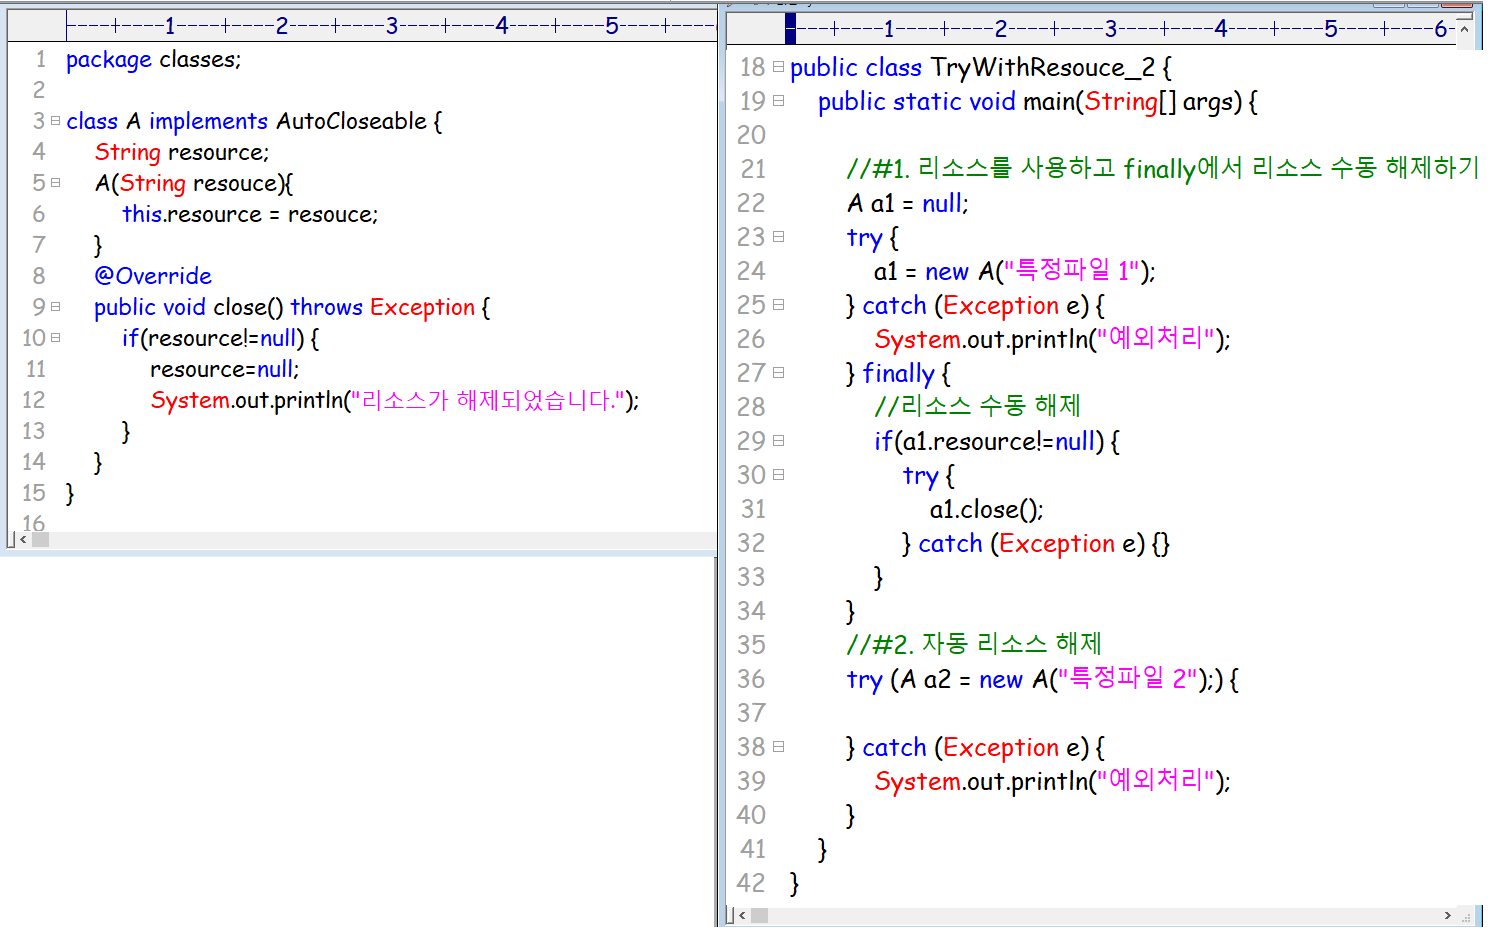 ----+----1----+----2----+----3----+----4----+----5----+
1 package classes;
2
3 class A implements AutoCloseable {
4 String resource;
5 A(String resouce){
6 this.resource = resouce;
7 }
8 @Override
9 public void close() throws Exception {
10 if(resource!=null) {
11 resource=null;
12 System.out.println("리소스가 해제되었습니다.");
13 }
14 }
15 }
16
----+----1----+----2----+----3----+----4----+----5----+----6-
18 public class TryWithResouce_2 {
19 public static void main(String[] args) {
20
21 //#1. 리소스를 사용하고 finally에서 리소스 수동 해제하기
22 A a1 = null;
23 try {
24 a1 = new A("특정파일 1");
25 } catch (Exception e) {
26 System.out.println("예외처리");
27 } finally {
28 //리소스 수동 해제
29 if(a1.resource!=null) {
30 try {
31 a1.close();
32 } catch (Exception e) {}
33 }
34 }
35 //#2. 자동 리소스 해제
36 try (A a2 = new A("특정파일 2");) {
37
38 } catch (Exception e) {
39 System.out.println("예외처리");
40 }
41 }
42 }